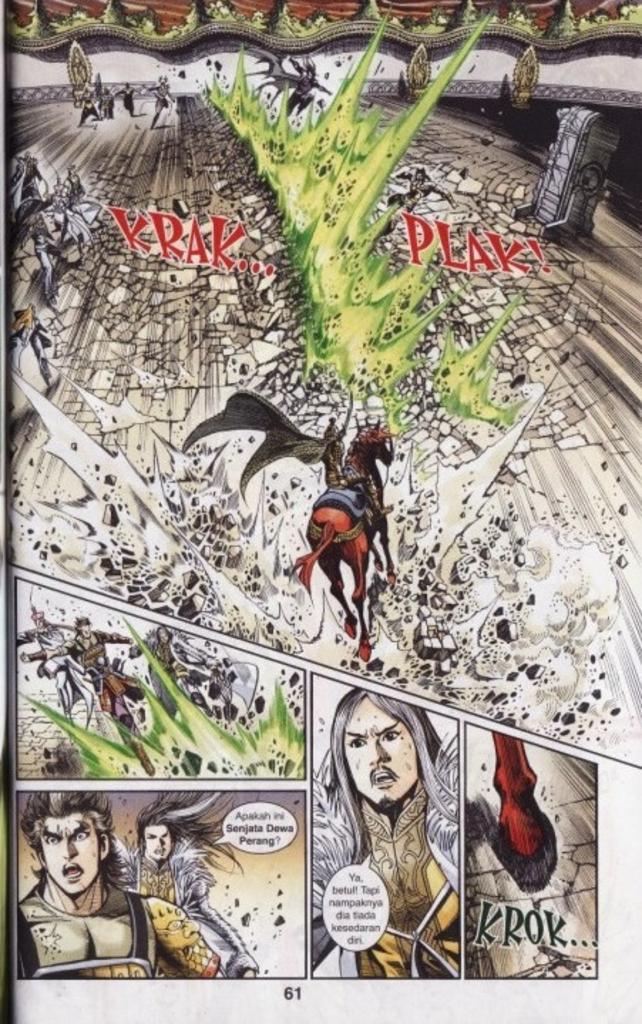 KRAK...
PLAK!
Apakah ini
Senjata Dewa
Perang?
Ya,
betul! Tapi
nampaknya
dia tiada
kesedaran
diri.
KROK...
61